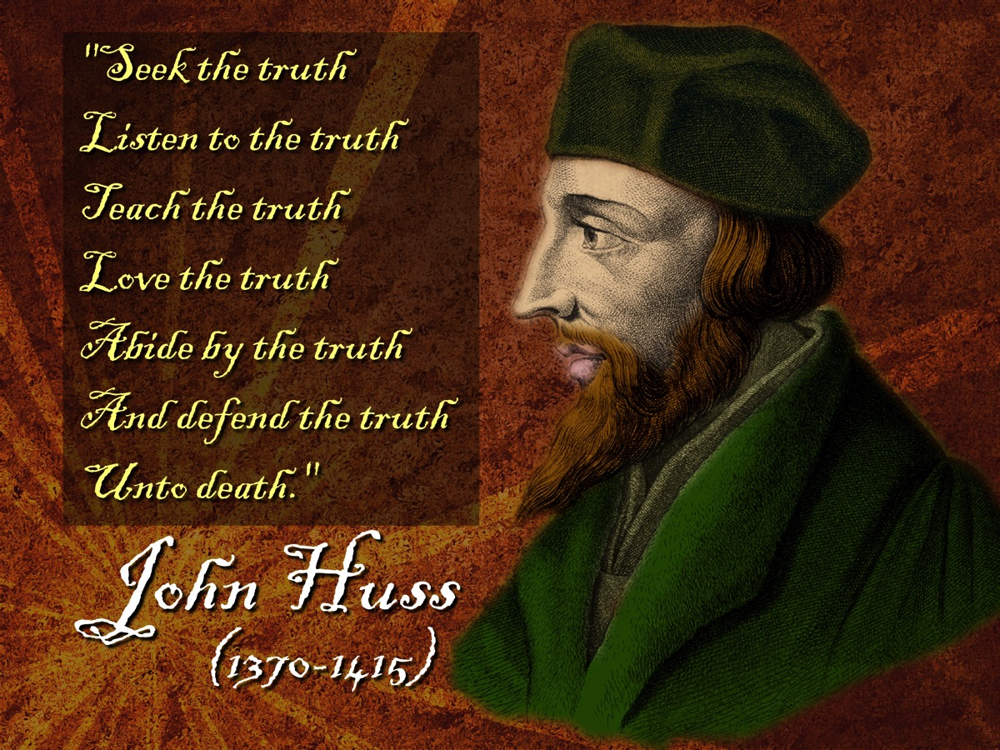 "Seek the truth
Listen to the truth
Teach the truth
Love the truth
Abide by the truth
And defend the truth
Unto death."
John Huss
(1370-1415)